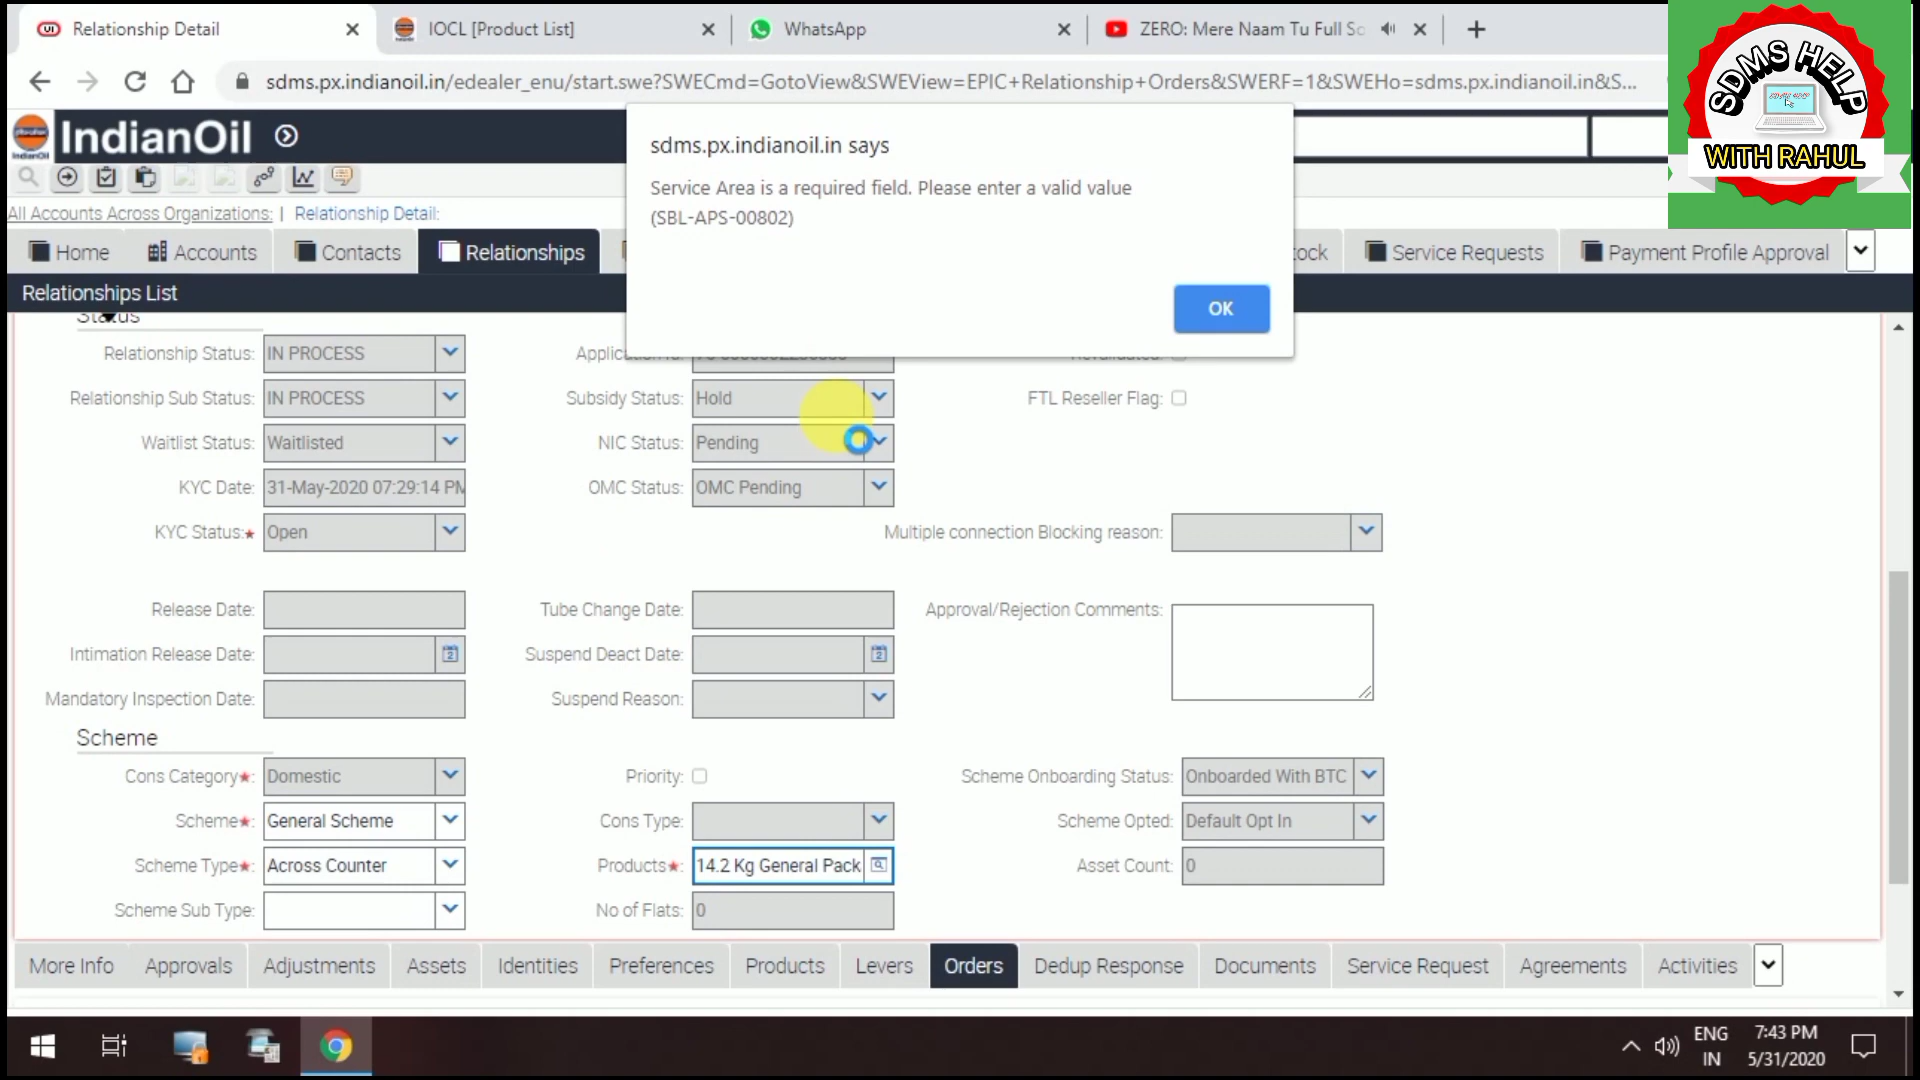 Relationship Detail
IOCL [Product List]
WhatsApp
ZERO: Mere Naam Tu Full So
sdms.px.indianoil.in/edealer_enu/start.swe?SWECmd=GotoView&SWEView=EPIC+Relationship+Orders&SWERF=1&SWEHo=sdms.px.indianoil.in&S...
SDMS HELP
WITH RAHUL
IndianOil
sdms.px.indianoil.in says
Service Area is a required field. Please enter a valid value
(SBL-APS-00802)
OK
All Accounts Across Organizations: | Relationship Detail:
Home Accounts Contacts Relationships tock Service Requests Payment Profile Approval
Relationships List
Status
Relationship Status: IN PROCESS
Relationship Sub Status: IN PROCESS Subsidy Status: Hold FTL Reseller Flag:
Waitlist Status: Waitlisted NIC Status: Pending
KYC Date: 31-May-2020 07:29:14 PM OMC Status: OMC Pending
KYC Status:★ Open Multiple connection Blocking reason:
Release Date: Tube Change Date: Approval/Rejection Comments:
Intimation Release Date: Suspend Deact Date:
Mandatory Inspection Date: Suspend Reason:
Scheme
Cons Category★: Domestic Priority: Scheme Onboarding Status: Onboarded With BTC
Scheme★: General Scheme Cons Type: Scheme Opted: Default Opt In
Scheme Type★: Across Counter Products★: 14.2 Kg General Pack Asset Count: 0
Scheme Sub Type: No of Flats: 0
More Info Approvals Adjustments Assets Identities Preferences Products Levers Orders Dedup Response Documents Service Request Agreements Activities
ENG 7:43 PM
IN 5/31/2020